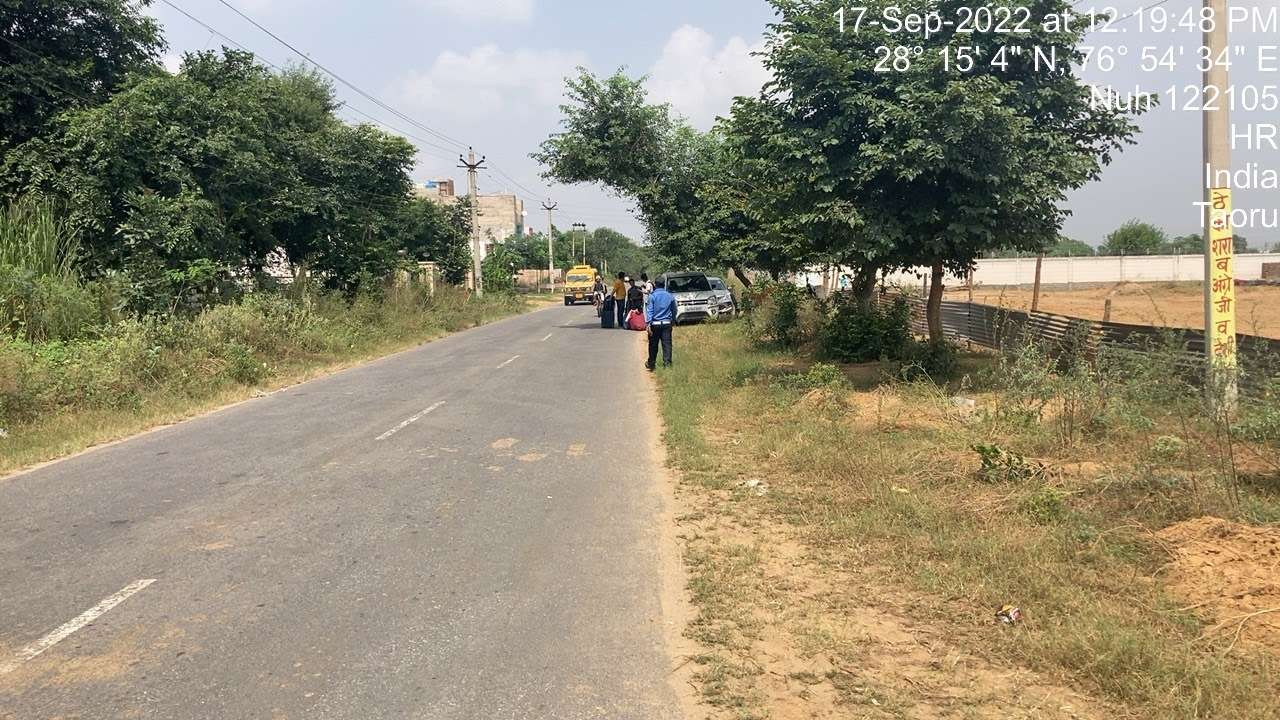 17-Sep-2022 at 12:19:48 PM
28° 15' 4" N, 76° 54' 34" E
Nuh 122105
HR
India
Taoru
ठेका
शरा
ब अंग्रे
जी व
देशी